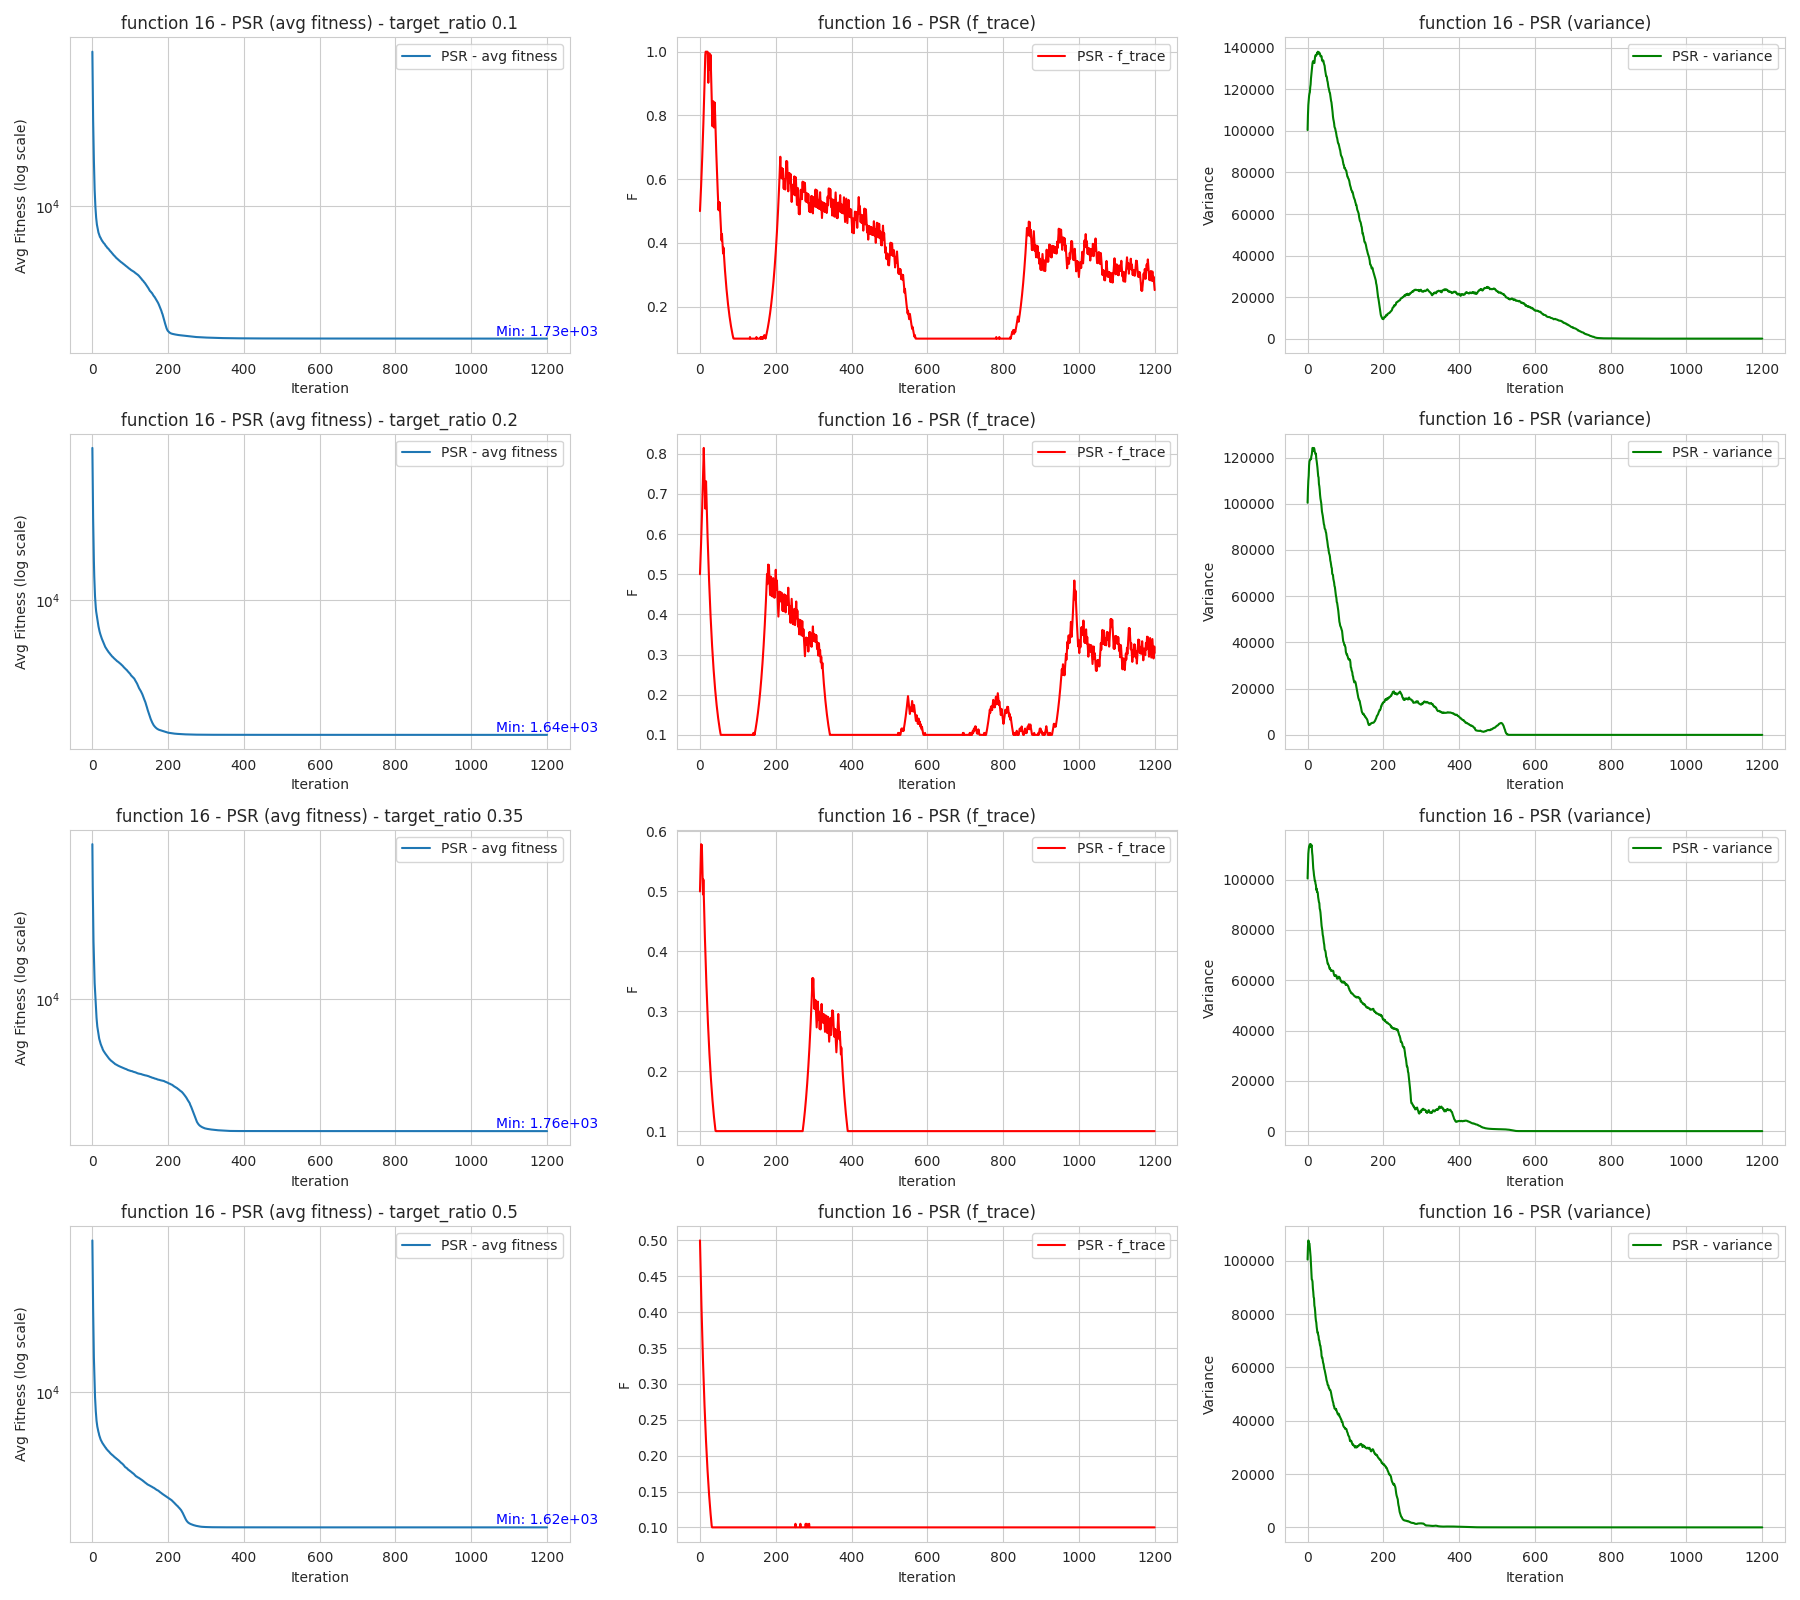 function 16 - PSR (avg fitness) - target_ratio 0.1
PSR - avg fitness
Avg Fitness (log scale)
10^4
Min: 1.73e+03
0 200 400 600 800 1000 1200
Iteration
function 16 - PSR (f_trace)
PSR - f_trace
F
1.0
0.8
0.6
0.4
0.2
0 200 400 600 800 1000 1200
Iteration
function 16 - PSR (variance)
PSR - variance
Variance
140000
120000
100000
80000
60000
40000
20000
0
0 200 400 600 800 1000 1200
Iteration
function 16 - PSR (avg fitness) - target_ratio 0.2
PSR - avg fitness
Avg Fitness (log scale)
10^4
Min: 1.64e+03
0 200 400 600 800 1000 1200
Iteration
function 16 - PSR (f_trace)
PSR - f_trace
F
0.8
0.7
0.6
0.5
0.4
0.3
0.2
0.1
0 200 400 600 800 1000 1200
Iteration
function 16 - PSR (variance)
PSR - variance
Variance
120000
100000
80000
60000
40000
20000
0
0 200 400 600 800 1000 1200
Iteration
function 16 - PSR (avg fitness) - target_ratio 0.35
PSR - avg fitness
Avg Fitness (log scale)
10^4
Min: 1.76e+03
0 200 400 600 800 1000 1200
Iteration
function 16 - PSR (f_trace)
PSR - f_trace
F
0.6
0.5
0.4
0.3
0.2
0.1
0 200 400 600 800 1000 1200
Iteration
function 16 - PSR (variance)
PSR - variance
Variance
100000
80000
60000
40000
20000
0
0 200 400 600 800 1000 1200
Iteration
function 16 - PSR (avg fitness) - target_ratio 0.5
PSR - avg fitness
Avg Fitness (log scale)
10^4
Min: 1.62e+03
0 200 400 600 800 1000 1200
Iteration
function 16 - PSR (f_trace)
PSR - f_trace
F
0.50
0.45
0.40
0.35
0.30
0.25
0.20
0.15
0.10
0 200 400 600 800 1000 1200
Iteration
function 16 - PSR (variance)
PSR - variance
Variance
100000
80000
60000
40000
20000
0
0 200 400 600 800 1000 1200
Iteration